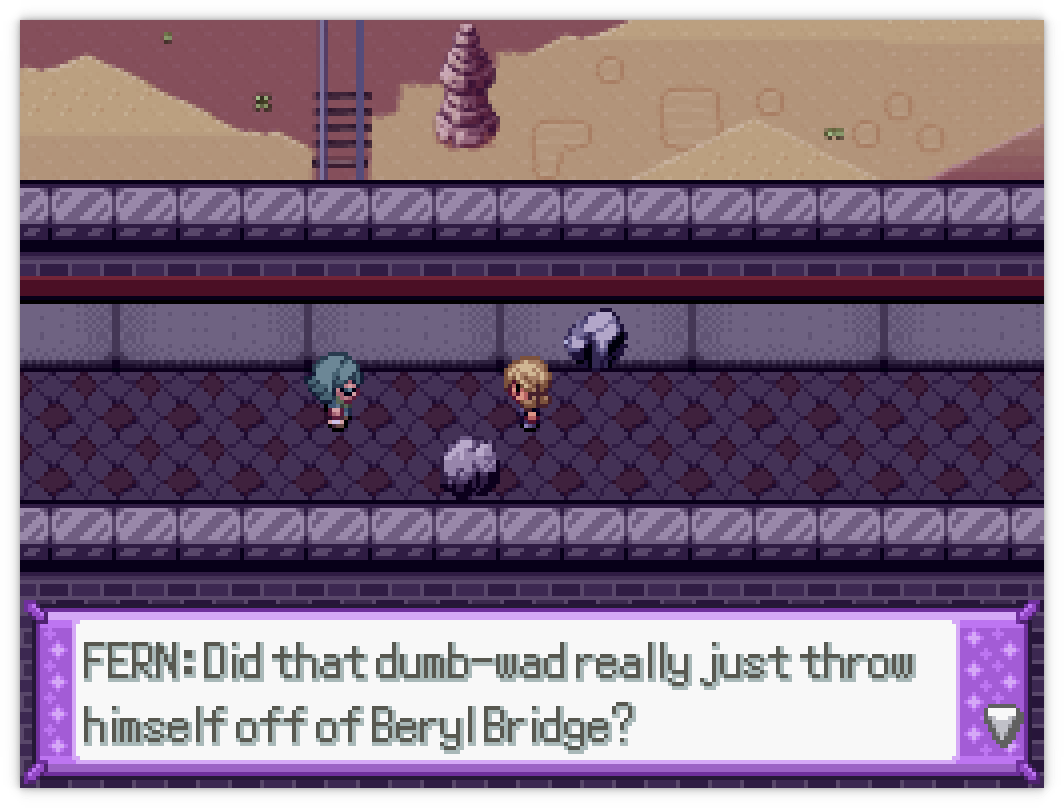 FERN: Did that dumb-wad really just throw
himself off of Beryl Bridge?